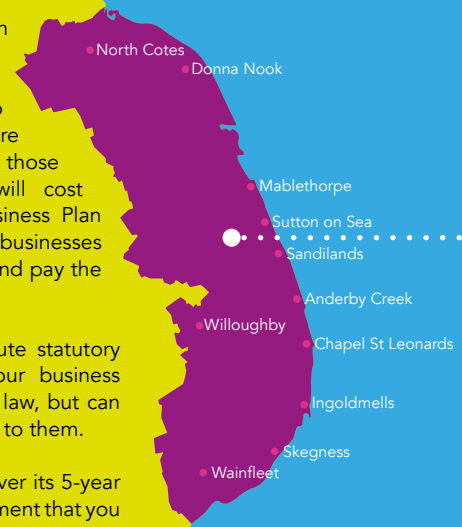 n
o
re
those
will cost
siness Plan
businesses
nd pay the
ute statutory
our business
law, but can
to them.
ver its 5-year
ment that you
North Cotes
Donna Nook
Mablethorpe
Sutton on Sea
Sandilands
Anderby Creek
Willoughby
Chapel St Leonards
Ingoldmells
Skegness
Wainfleet